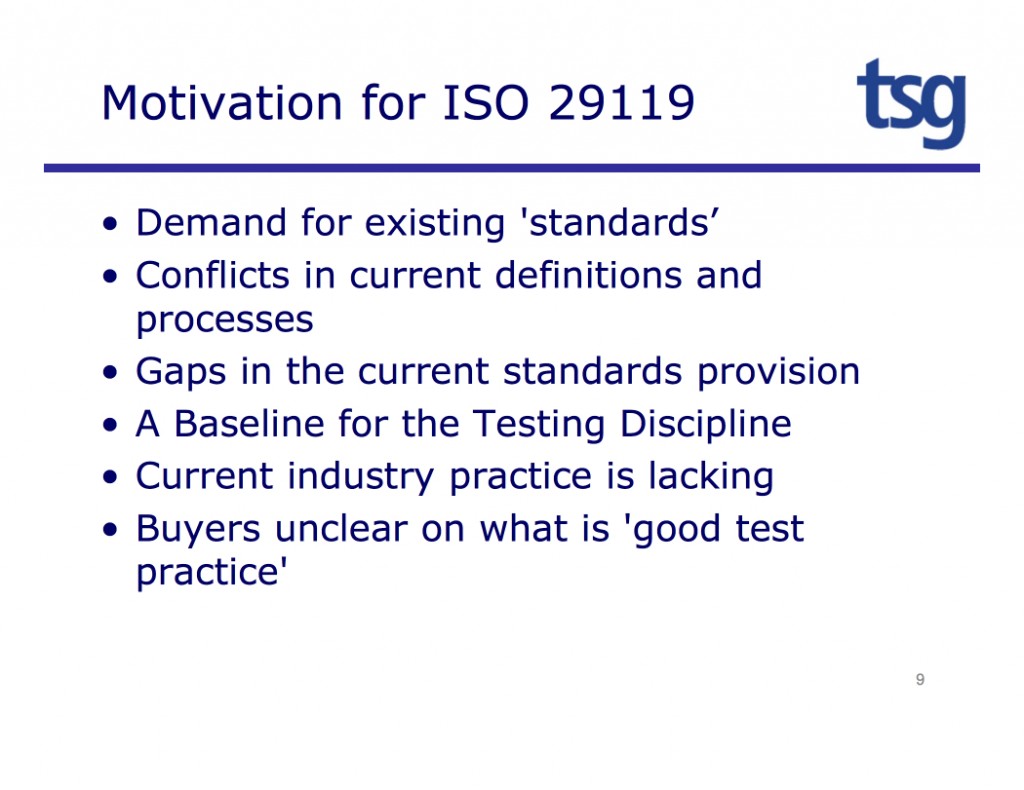 Motivation for ISO 29119
tsg
• Demand for existing 'standards’
• Conflicts in current definitions and
processes
• Gaps in the current standards provision
• A Baseline for the Testing Discipline
• Current industry practice is lacking
• Buyers unclear on what is 'good test
practice'
9